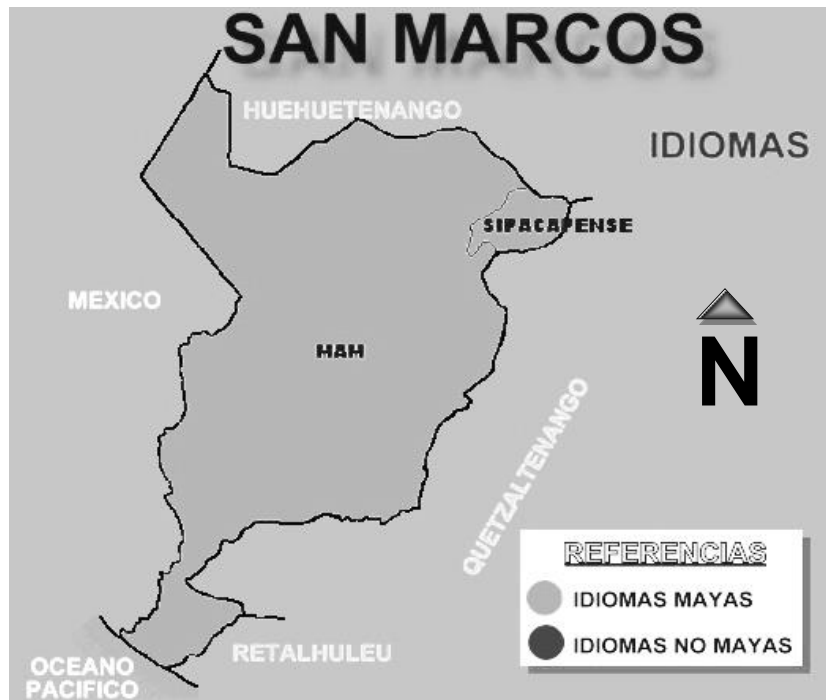 SAN MARCOS
HUEHUETENANGO
IDIOMAS
SIPACAPENSE
MEXICO
MAM
N
QUETZALTENANGO
REFERENCIAS
IDIOMAS MAYAS
IDIOMAS NO MAYAS
RETALHULEU
OCEANO
PACIFICO